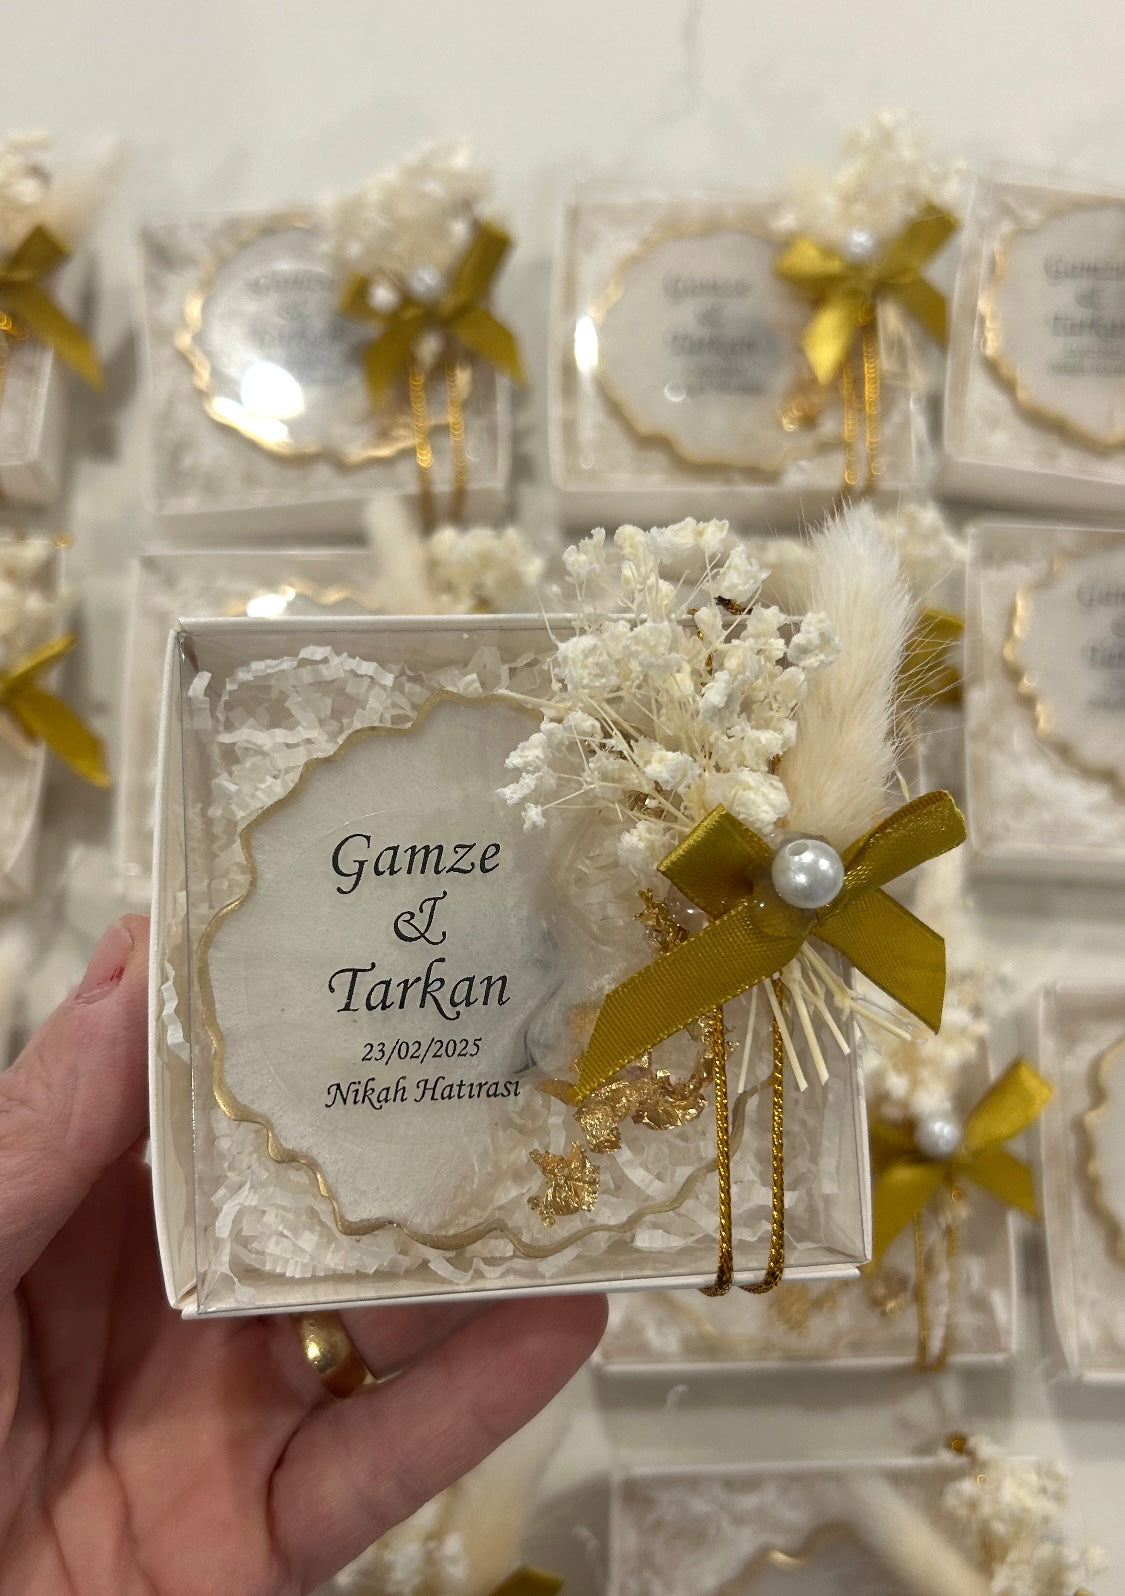 Gamze
&
Tarkan
23/02/2025
Nikah Hatırası